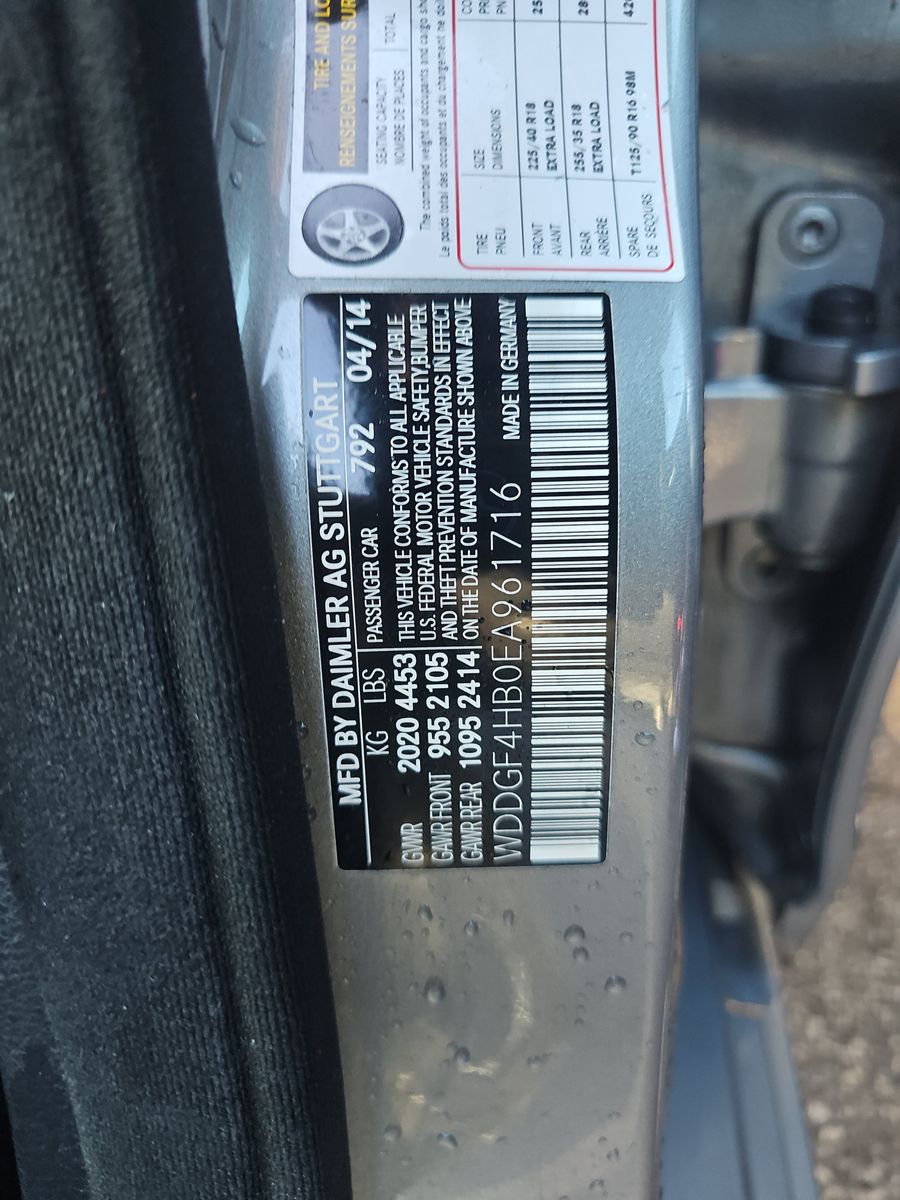 TIRE AND LO
RENSEIGNEMENTS SUR
SEATING CAPACITY
NOMBRE DE PLACES
TOTAL
The combined weight of occupants and cargo sh
Le poids total des occupants et du chargement ne d
TIRE SIZE
PNEU DIMENSIONS
FRONT 225/40 R18 25
AVANT EXTRA LOAD
REAR 255/35 R18 28
ARRIÈRE EXTRA LOAD
SPARE T125/90 R16 98M 420
DE SECOURS
MFD BY DAIMLER AG STUTTGART
KG LBS PASSENGER CAR 792 04/14
GVWR 2020 4453 THIS VEHICLE CONFORMS TO ALL APPLICABLE
GAWR FRONT 955 2105 U.S. FEDERAL MOTOR VEHICLE SAFETY,BUMPER
AND THEFT PREVENTION STANDARDS IN EFFECT
GAWR REAR 1095 2414 ON THE DATE OF MANUFACTURE SHOWN ABOVE
WDDGF4HB0EA961716 MADE IN GERMANY